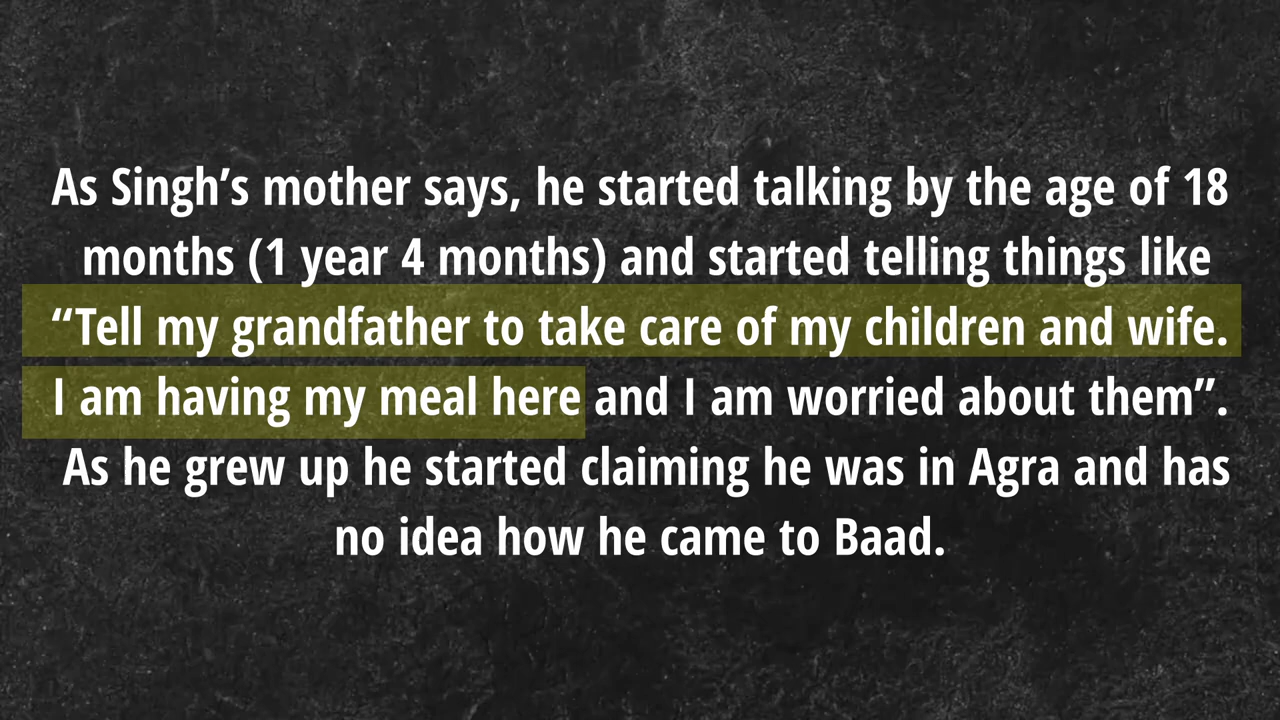 As Singh’s mother says, he started talking by the age of 18
months (1 year 4 months) and started telling things like
“Tell my grandfather to take care of my children and wife.
I am having my meal here and I am worried about them”.
As he grew up he started claiming he was in Agra and has
no idea how he came to Baad.